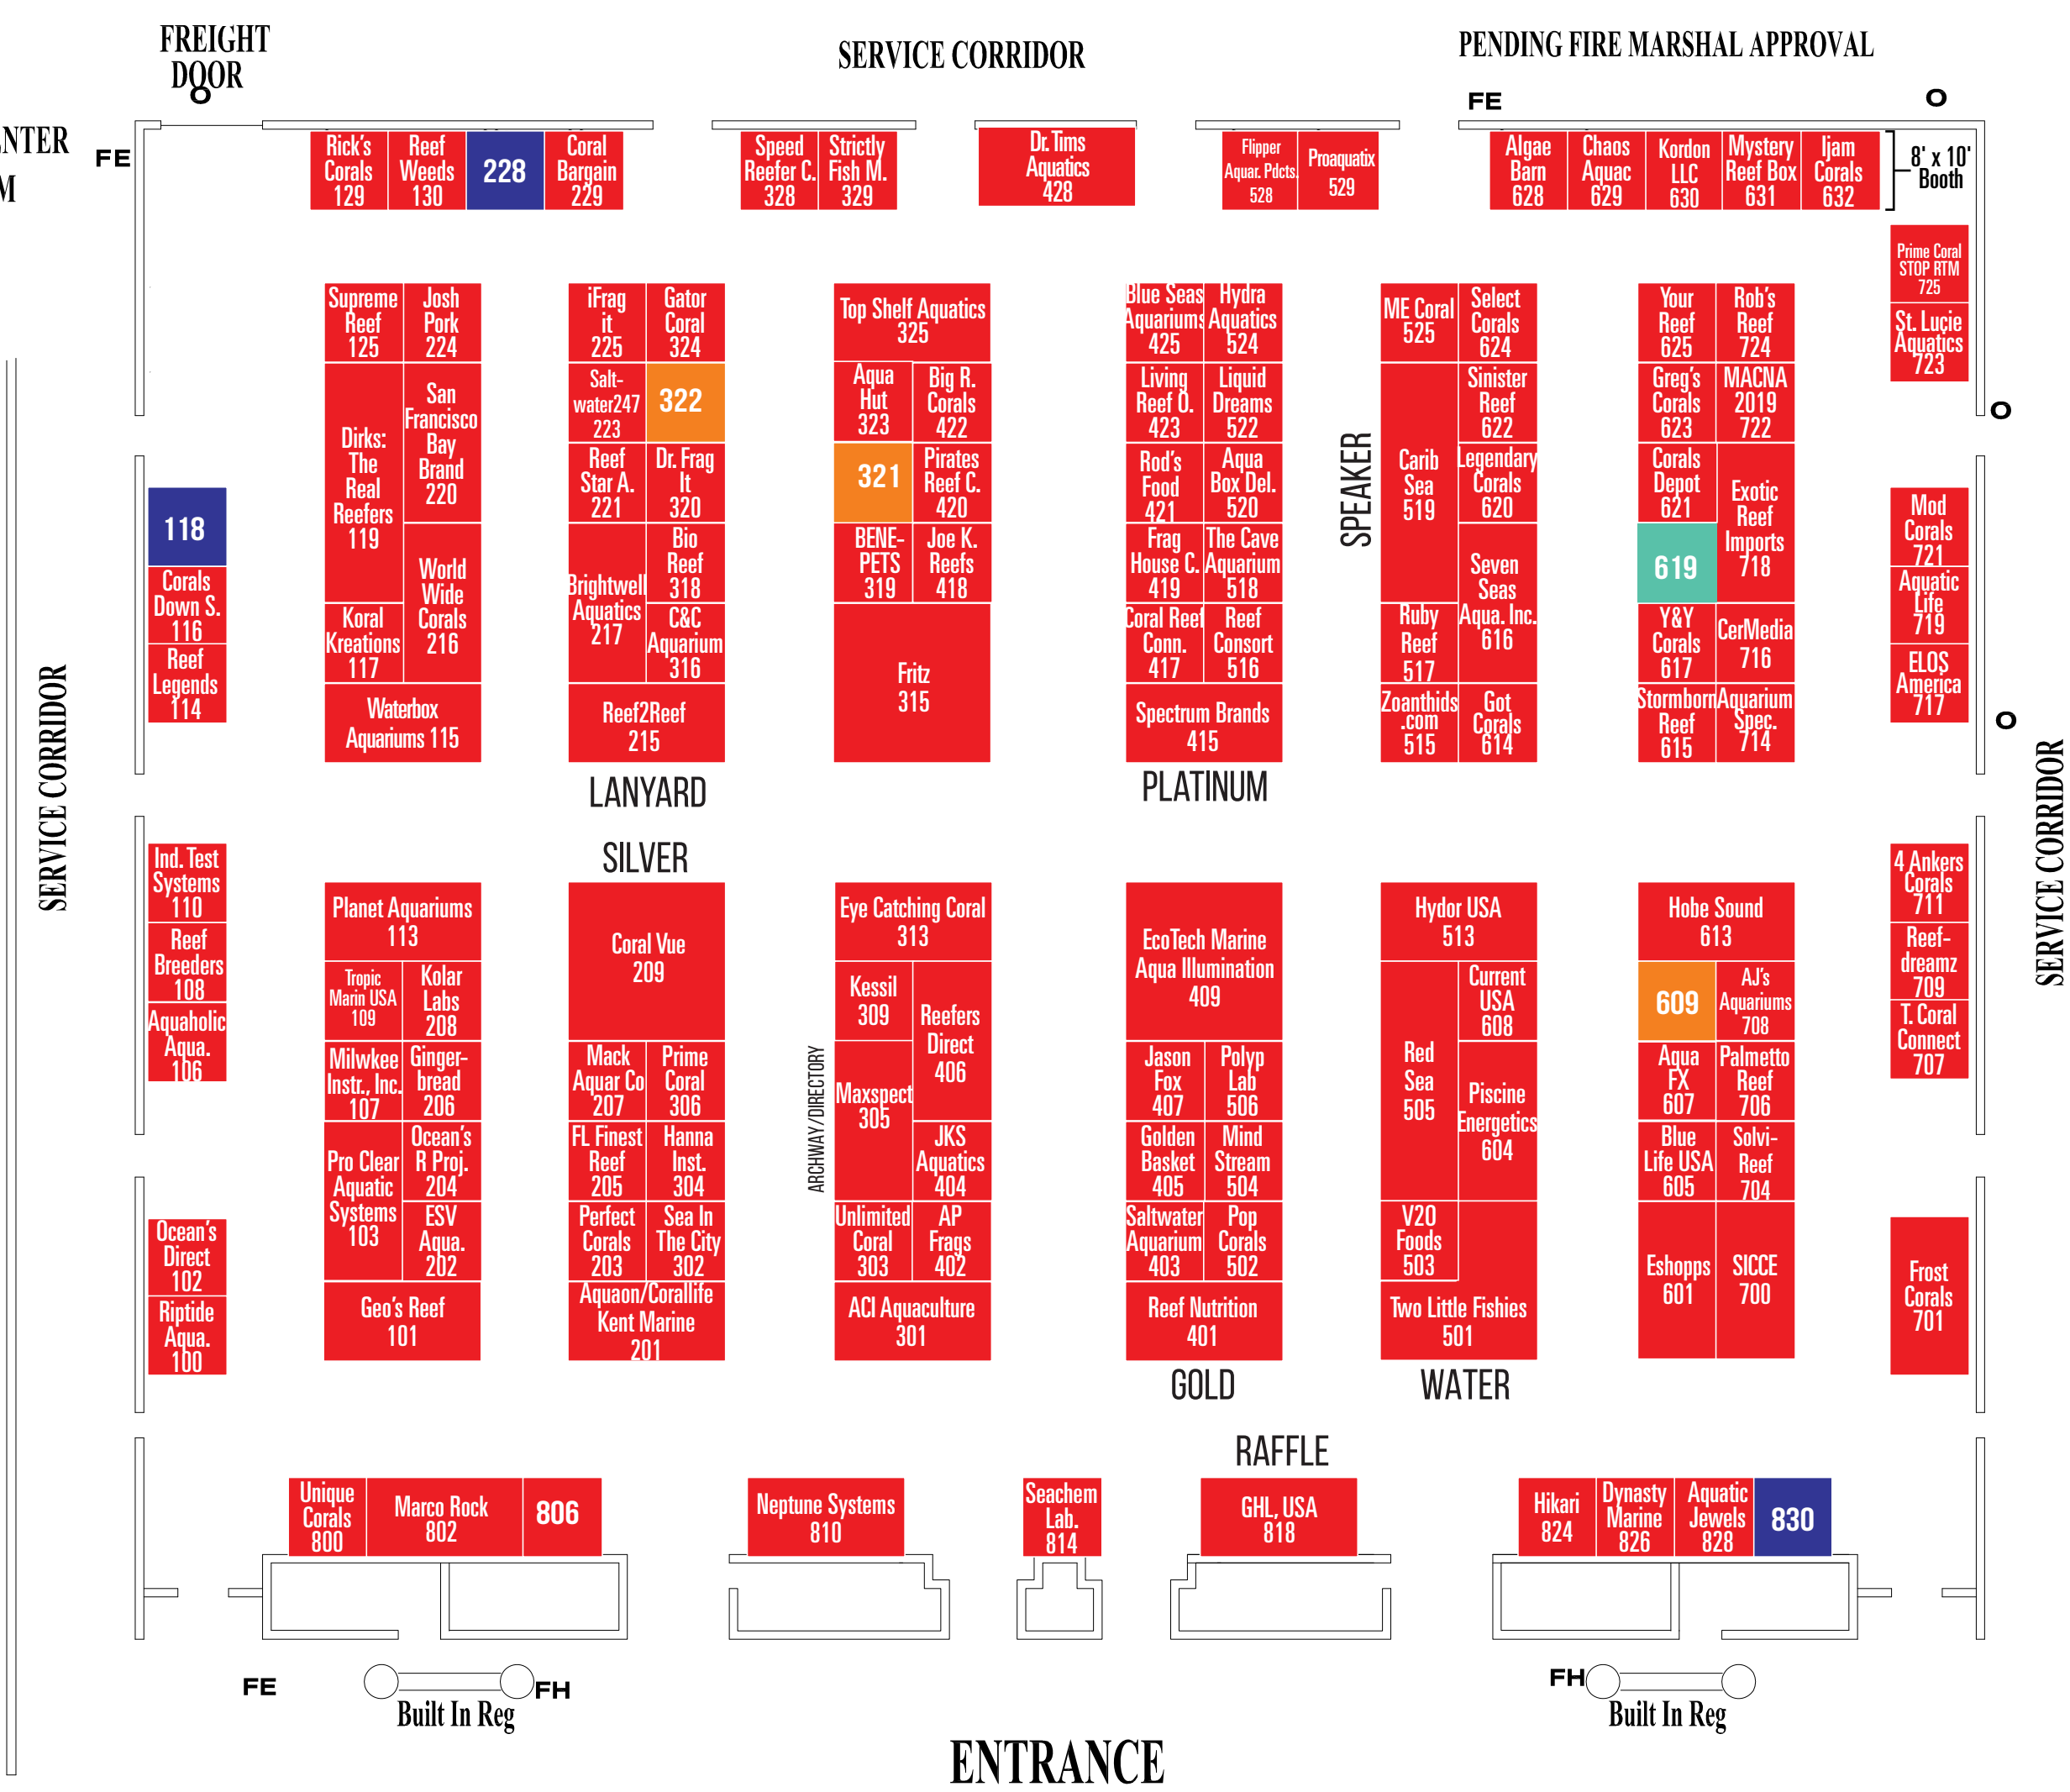 FREIGHT
DOOR
O
SERVICE CORRIDOR
PENDING FIRE MARSHAL APPROVAL
FE
O
NTER
M
FE
Rick's
Corals
129
Reef
Weeds
130
228
Coral
Bargain
229
Speed
Reefer C.
328
Strictly
Fish M.
329
Dr. Tims
Aquatics
428
Flipper
Aquar. Pdcts.
528
Proaquatix
529
Algae
Barn
628
Chaos
Aquac
629
Kordon
LLC
630
Mystery
Reef Box
631
Ijam
Corals
632
8' x 10'
Booth
Prime Coral
STOP RTM
725
St. Lucie
Aquatics
723
O
Supreme
Reef
125
Josh
Pork
224
Dirks:
The
Real
Reefers
119
San
Francisco
Bay
Brand
220
World
Wide
Corals
216
Koral
Kreations
117
Waterbox
Aquariums 115
iFrag
it
225
Gator
Coral
324
Salt-
water247
223
322
Reef
Star A.
221
Dr. Frag
It
320
Brightwell
Aquatics
217
Bio
Reef
318
C&C
Aquarium
316
Reef2Reef
215
LANYARD
Top Shelf Aquatics
325
Aqua
Hut
323
Big R.
Corals
422
321
Pirates
Reef C.
420
BENE-
PETS
319
Joe K.
Reefs
418
Fritz
315
Blue Seas
Aquariums
425
Hydra
Aquatics
524
Living
Reef O.
423
Liquid
Dreams
522
Rod's
Food
421
Aqua
Box Del.
520
Frag
House C.
419
The Cave
Aquarium
518
Coral Reef
Conn.
417
Reef
Consort
516
Spectrum Brands
415
PLATINUM
SPEAKER
ME Coral
525
Select
Corals
624
Carib
Sea
519
Sinister
Reef
622
Legendary
Corals
620
Seven
Seas
Aqua. Inc.
616
Ruby
Reef
517
Zoanthids
.com
515
Got
Corals
614
Your
Reef
625
Rob's
Reef
724
Greg's
Corals
623
MACNA
2019
722
Corals
Depot
621
Exotic
Reef
Imports
718
619
Y&Y
Corals
617
CerMedia
716
Stormborn
Reef
615
Aquarium
Spec.
714
Mod
Corals
721
Aquatic
Life
719
ELOS
America
717
O
118
Corals
Down S.
116
Reef
Legends
114
SERVICE CORRIDOR
SERVICE CORRIDOR
SILVER
Ind. Test
Systems
110
Reef
Breeders
108
Aquaholic
Aqua.
106
Ocean's
Direct
102
Riptide
Aqua.
100
Planet Aquariums
113
Tropic
Marin USA
109
Kolar
Labs
208
Milwkee
Instr., Inc.
107
Ginger-
bread
206
Pro Clear
Aquatic
Systems
103
Ocean's
R Proj.
204
ESV
Aqua.
202
Geo's Reef
101
Coral Vue
209
Mack
Aquar Co
207
Prime
Coral
306
FL Finest
Reef
205
Hanna
Inst.
304
Perfect
Corals
203
Sea In
The City
302
Aquaon/Corallife
Kent Marine
201
ARCHWAY/DIRECTORY
Eye Catching Coral
313
Kessil
309
Reefers
Direct
406
Maxspect
305
JKS
Aquatics
404
Unlimited
Coral
303
AP
Frags
402
ACI Aquaculture
301
EcoTech Marine
Aqua Illumination
409
Jason
Fox
407
Polyp
Lab
506
Golden
Basket
405
Mind
Stream
504
Saltwater
Aquarium
403
Pop
Corals
502
Reef Nutrition
401
GOLD
Hydor USA
513
Red
Sea
505
Current
USA
608
Piscine
Energetics
604
V2O
Foods
503
Two Little Fishies
501
WATER
Hobe Sound
613
609
AJ's
Aquariums
708
Aqua
FX
607
Palmetto
Reef
706
Blue
Life USA
605
Solvi-
Reef
704
Eshopps
601
SICCE
700
4 Ankers
Corals
711
Reef-
dreamz
709
T. Coral
Connect
707
Frost
Corals
701
RAFFLE
Unique
Corals
800
Marco Rock
802
806
Neptune Systems
810
Seachem
Lab.
814
GHL, USA
818
Hikari
824
Dynasty
Marine
826
Aquatic
Jewels
828
830
FE
FH
Built In Reg
FH
Built In Reg
ENTRANCE